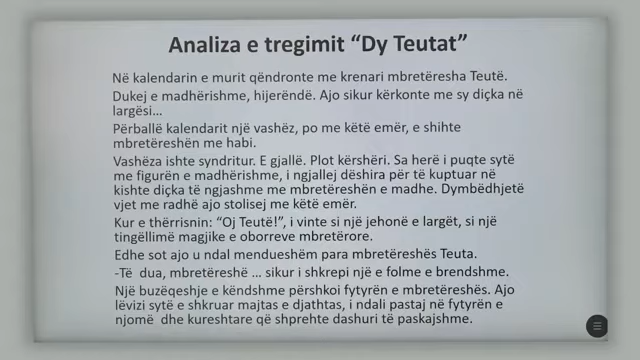 Analiza e tregimit “Dy Teutat”
Në kalendarin e murit qëndronte me krenari mbretëresha Teutë.
Dukej e madhërishme, hijerëndë. Ajo sikur kërkonte me sy diçka në
largësi...
Përballë kalendarit një vashëz, po me këtë emër, e shihte
mbretëreshën me habi.
Vashëza ishte syndritur. E gjallë. Plot kërshëri. Sa herë i puqte sytë
me figurën e madhërishme, i ngjallej dëshira për të kuptuar në
kishte diçka të ngjashme me mbretëreshën e madhe. Dymbëdhjetë
vjet me radhë ajo stolisej me këtë emër.
Kur e thërrisnin: “Oj Teutë!”, i vinte si një jehonë e largët, si një
tingëllimë magjike e oborreve mbretërore.
Edhe sot ajo u ndal mendueshëm para mbretëreshës Teuta.
-Të dua, mbretëreshë ... sikur i shkrepi një e folme e brendshme.
Një buzëqeshje e këndshme përshkoi fytyrën e mbretëreshës. Ajo
lëvizi sytë e shkruar majtas e djathtas, i ndali pastaj në fytyrën e
njomë dhe kureshtare që shprehte dashuri të paskajshme.